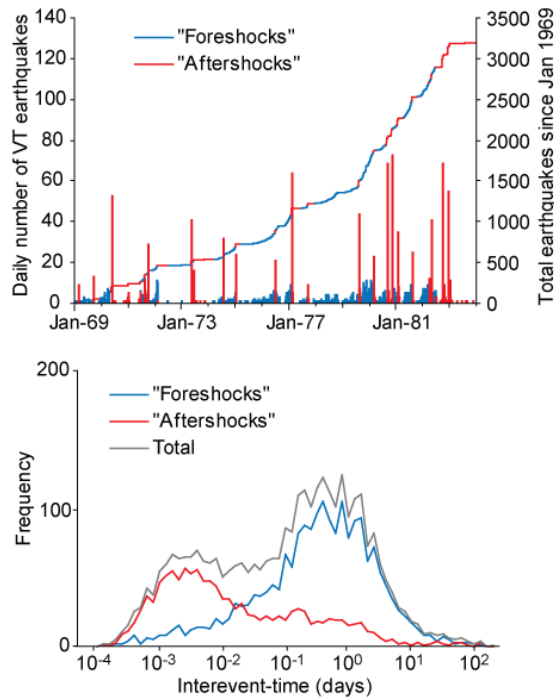 140
120
100
80
60
40
20
0
Daily number of VT earthquakes
"Foreshocks"
"Aftershocks"
3500
3000
2500
2000
1500
1000
500
0
Total earthquakes since Jan 1969
Jan-69 Jan-73 Jan-77 Jan-81
200
100
0
Frequency
"Foreshocks"
"Aftershocks"
Total
10⁻⁴ 10⁻³ 10⁻² 10⁻¹ 10⁰ 10¹ 10²
Interevent-time (days)